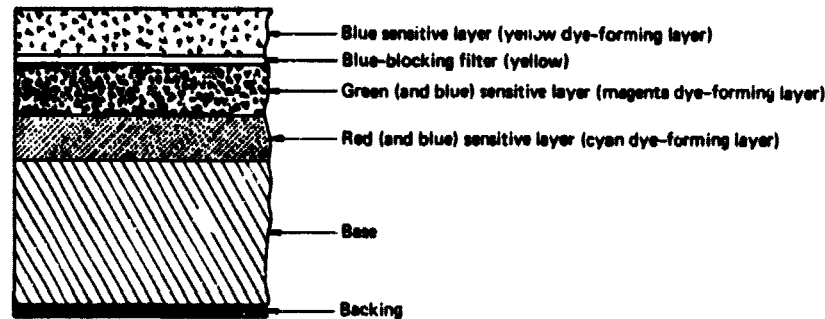 Blue sensitive layer (yellow dye-forming layer)
Blue-blocking filter (yellow)
Green (and blue) sensitive layer (magenta dye-forming layer)
Red (and blue) sensitive layer (cyan dye-forming layer)
Base
Backing